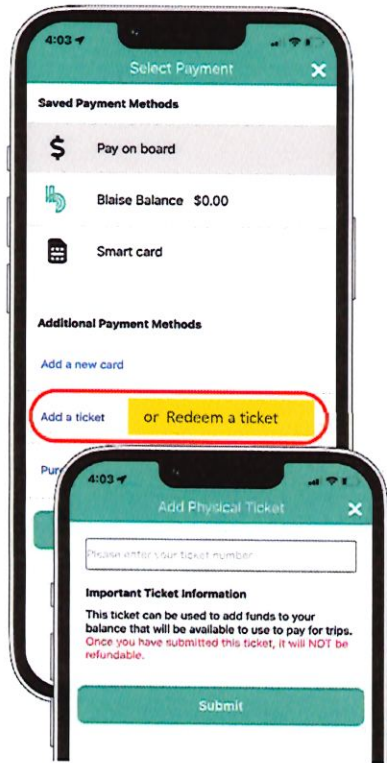 4:03
Select Payment
Saved Payment Methods
$ Pay on board
Blaise Balance $0.00
Smart card
Additional Payment Methods
Add a new card
Add a ticket or Redeem a ticket
Pur
4:03
Add Physical Ticket
Please enter your ticket number
Important Ticket Information
This ticket can be used to add funds to your
balance that will be available to use to pay for trips.
Once you have submitted this ticket, it will NOT be
refundable.
Submit